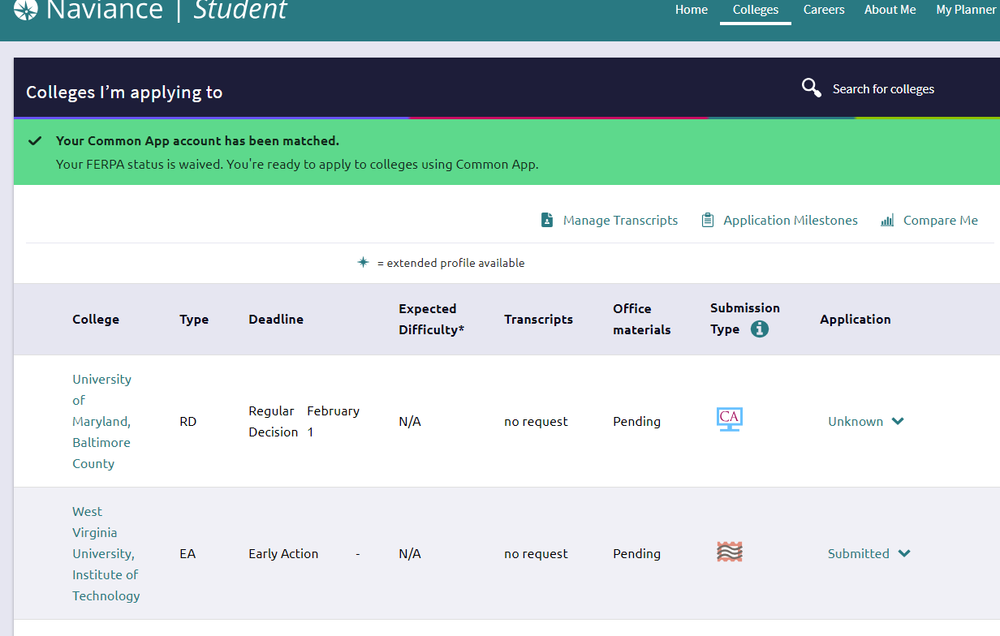 Naviance | Student
Home Colleges Careers About Me My Planner
Colleges I'm applying to
Search for colleges
Your Common App account has been matched.
Your FERPA status is waived. You're ready to apply to colleges using Common App.
Manage Transcripts Application Milestones Compare Me
= extended profile available
College Type Deadline Expected Difficulty* Transcripts Office materials Submission Type i Application
University
of
Maryland,
Baltimore
County
RD
Regular February
Decision 1
N/A
no request
Pending
CA
Unknown
West
Virginia
University,
Institute of
Technology
EA
Early Action -
N/A
no request
Pending
Submitted